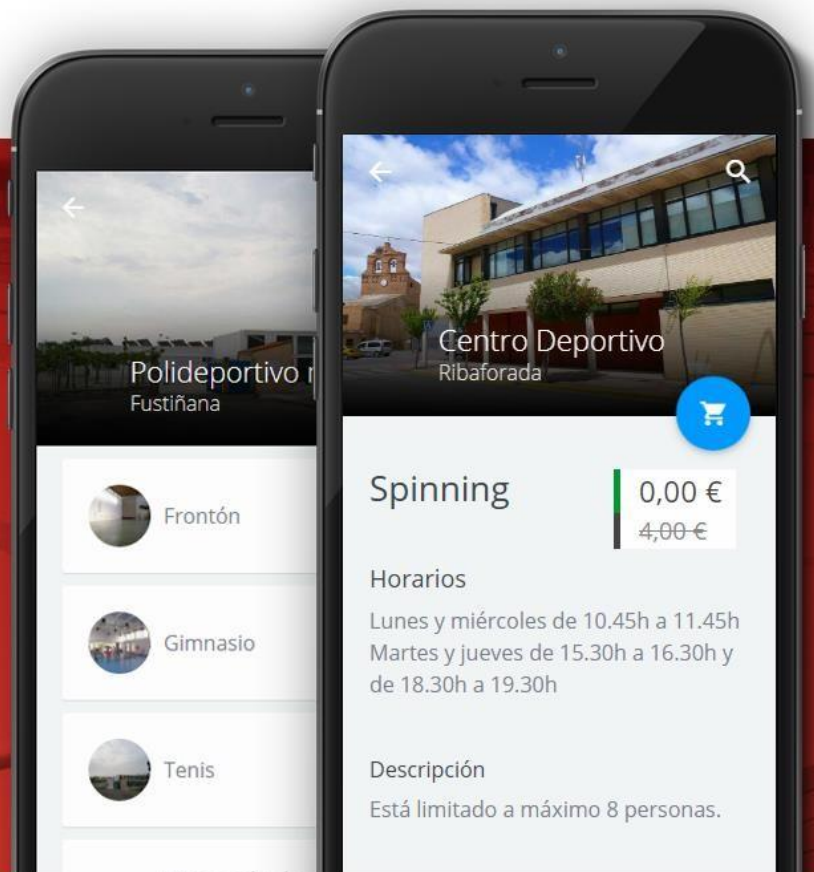 Polideportivo
Fustiñana
Frontón
Gimnasio
Tenis
Centro Deportivo
Ribaforada
Spinning
0,00 €
4,00 €
Horarios
Lunes y miércoles de 10.45h a 11.45h
Martes y jueves de 15.30h a 16.30h y
de 18.30h a 19.30h
Descripción
Está limitado a máximo 8 personas.